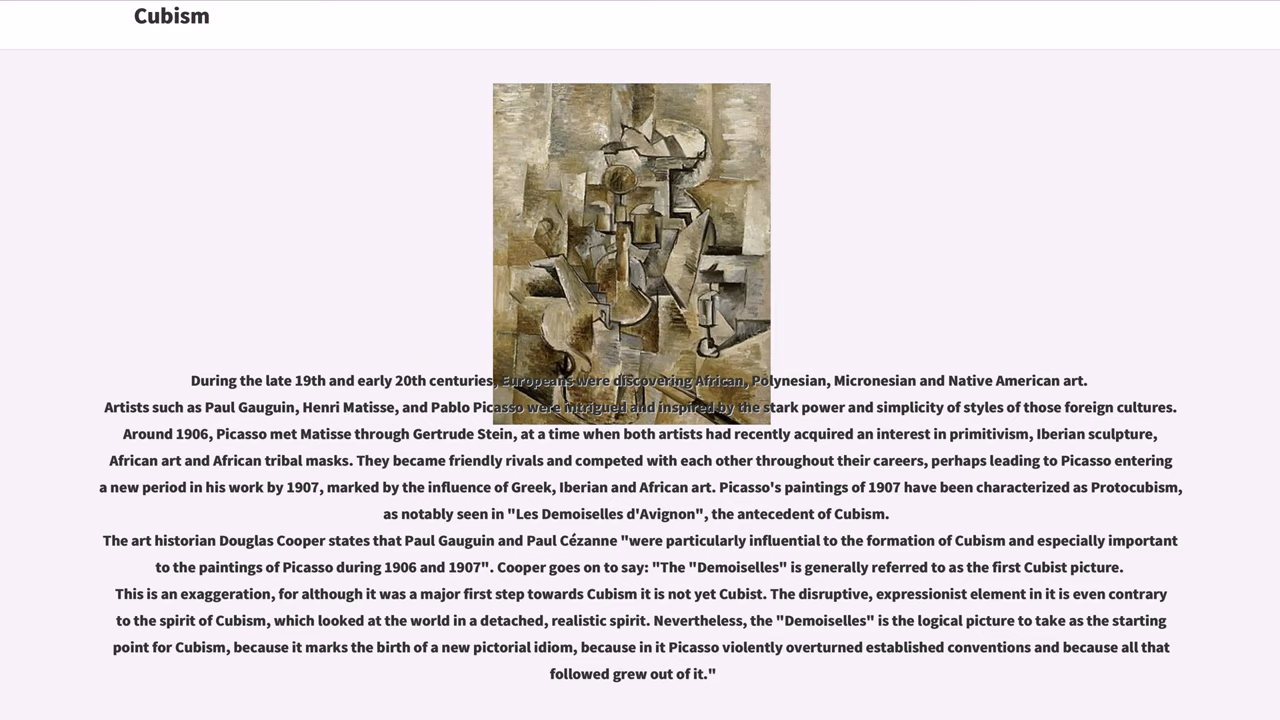 Cubism
During the late 19th and early 20th centuries, Europeans were discovering African, Polynesian, Micronesian and Native American art.
Artists such as Paul Gauguin, Henri Matisse, and Pablo Picasso were intrigued and inspired by the stark power and simplicity of styles of those foreign cultures.
Around 1906, Picasso met Matisse through Gertrude Stein, at a time when both artists had recently acquired an interest in primitivism, Iberian sculpture,
African art and African tribal masks. They became friendly rivals and competed with each other throughout their careers, perhaps leading to Picasso entering
a new period in his work by 1907, marked by the influence of Greek, Iberian and African art. Picasso's paintings of 1907 have been characterized as Protocubism,
as notably seen in "Les Demoiselles d'Avignon", the antecedent of Cubism.
The art historian Douglas Cooper states that Paul Gauguin and Paul Cézanne "were particularly influential to the formation of Cubism and especially important
to the paintings of Picasso during 1906 and 1907". Cooper goes on to say: "The "Demoiselles" is generally referred to as the first Cubist picture.
This is an exaggeration, for although it was a major first step towards Cubism it is not yet Cubist. The disruptive, expressionist element in it is even contrary
to the spirit of Cubism, which looked at the world in a detached, realistic spirit. Nevertheless, the "Demoiselles" is the logical picture to take as the starting
point for Cubism, because it marks the birth of a new pictorial idiom, because in it Picasso violently overturned established conventions and because all that
followed grew out of it."